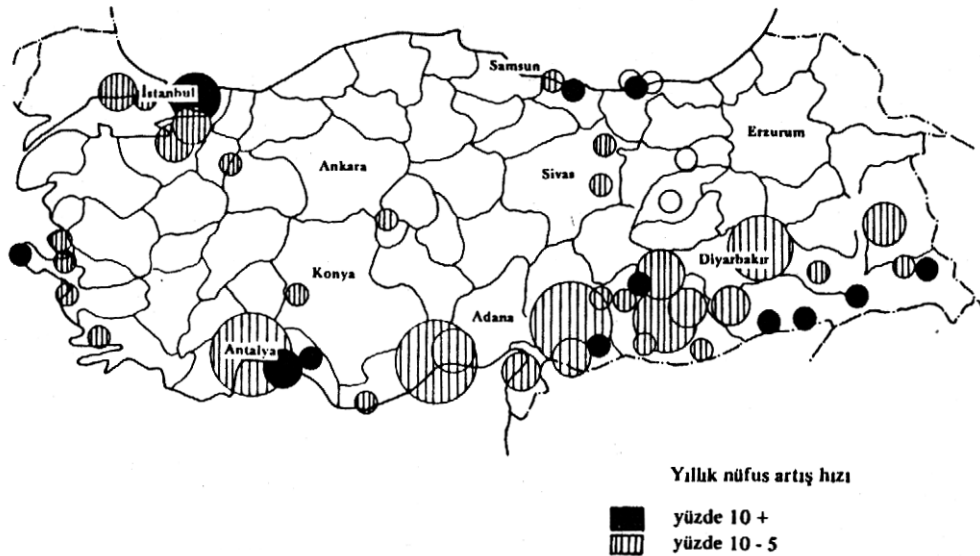 Samsun
İstanbul
Erzurum
Ankara
Sivas
Diyarbakır
Konya
Adana
Antalya
Yıllık nüfus artış hızı
yüzde 10 +
yüzde 10 - 5